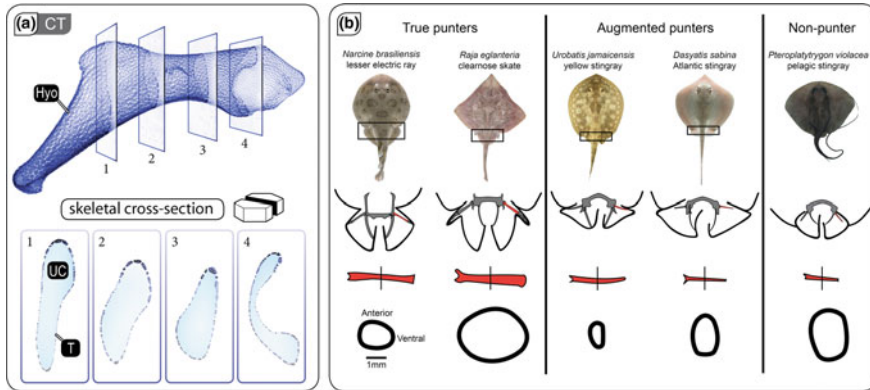 (a) CT
Hyo
1
2
3
4
skeletal cross-section
1
2
3
4
UC
T
(b)
True punters
Augmented punters
Non-punter
Narcine brasiliensis
lesser electric ray
Raja eglanteria
clearnose skate
Urobatis jamaicensis
yellow stingray
Dasyatis sabina
Atlantic stingray
Pteroplatytrygon violacea
pelagic stingray
Anterior
Ventral
1mm